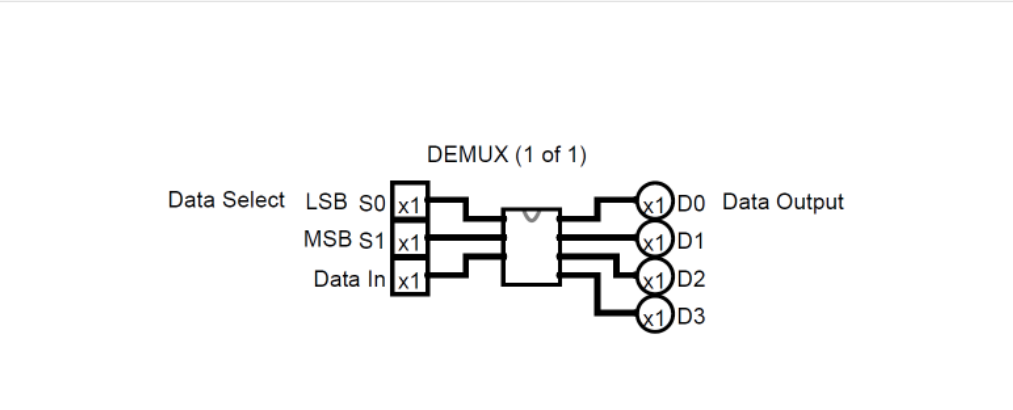 DEMUX (1 of 1)
Data Select LSB S0 x1 x1 D0 Data Output
MSB S1 x1 x1 D1
Data In x1 x1 D2
x1 D3